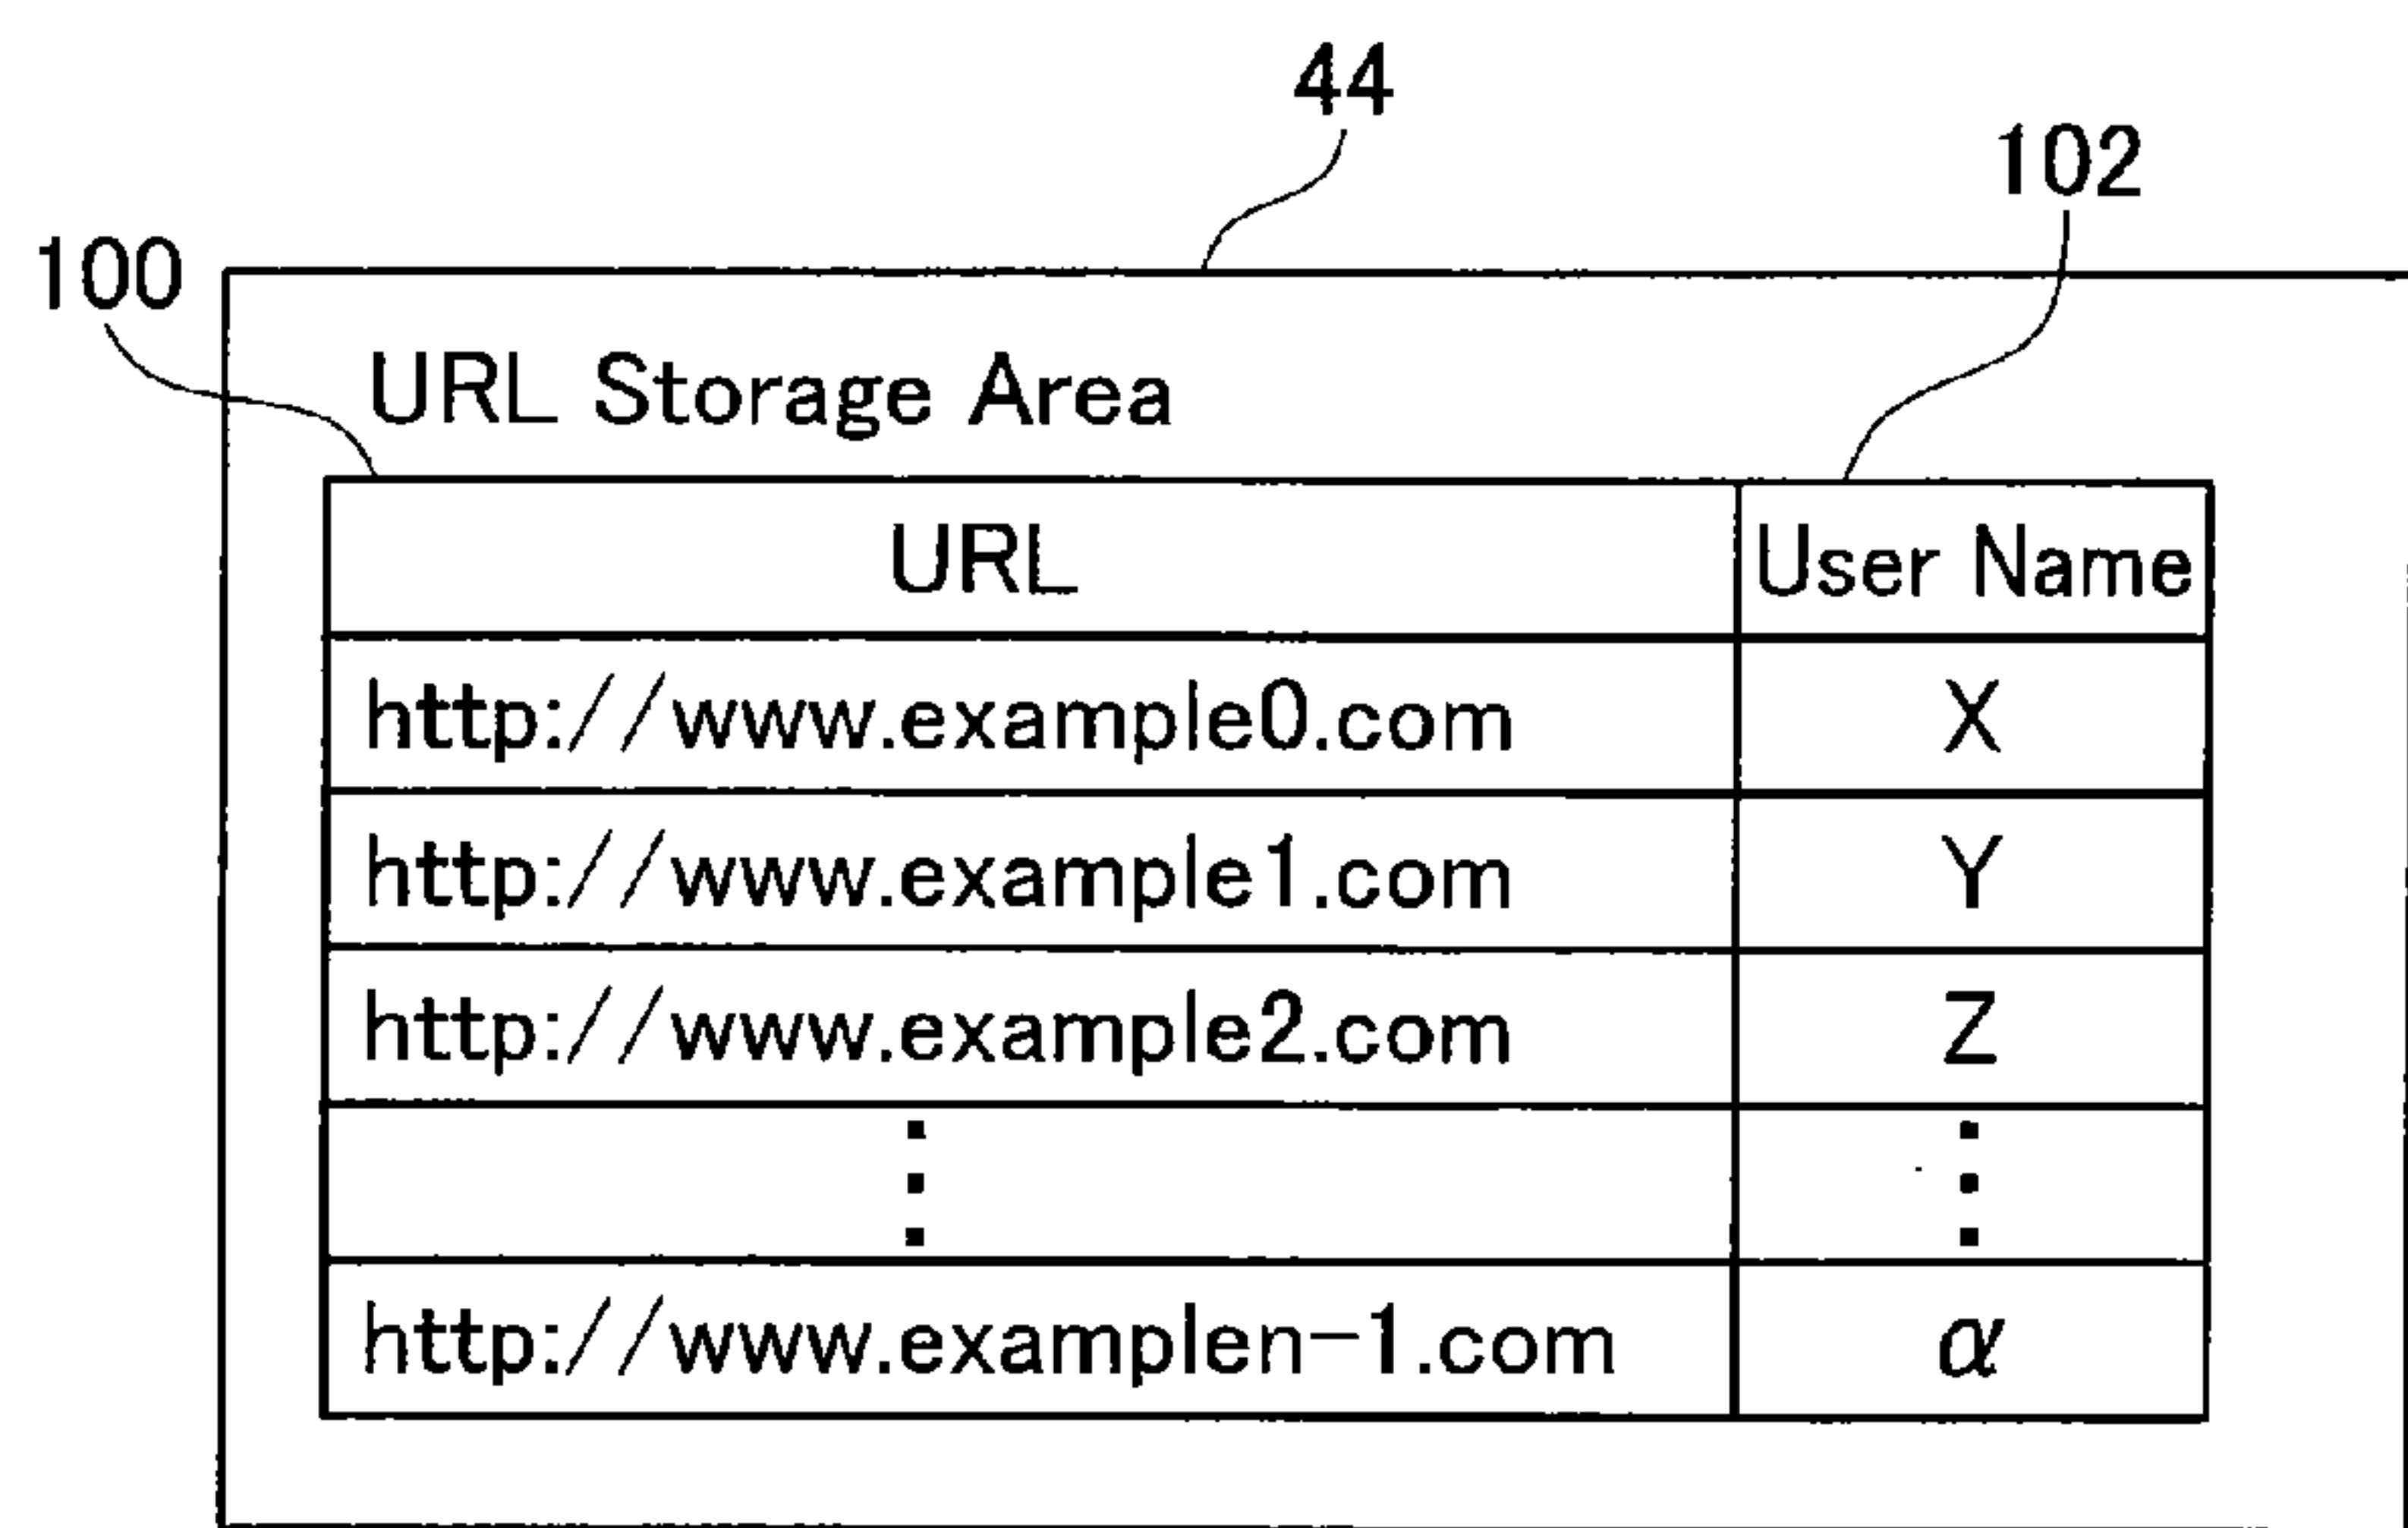 44
102
100
URL Storage Area
URL User Name
http://www.example0.com X
http://www.example1.com Y
http://www.example2.com Z
http://www.examplen-1.com α